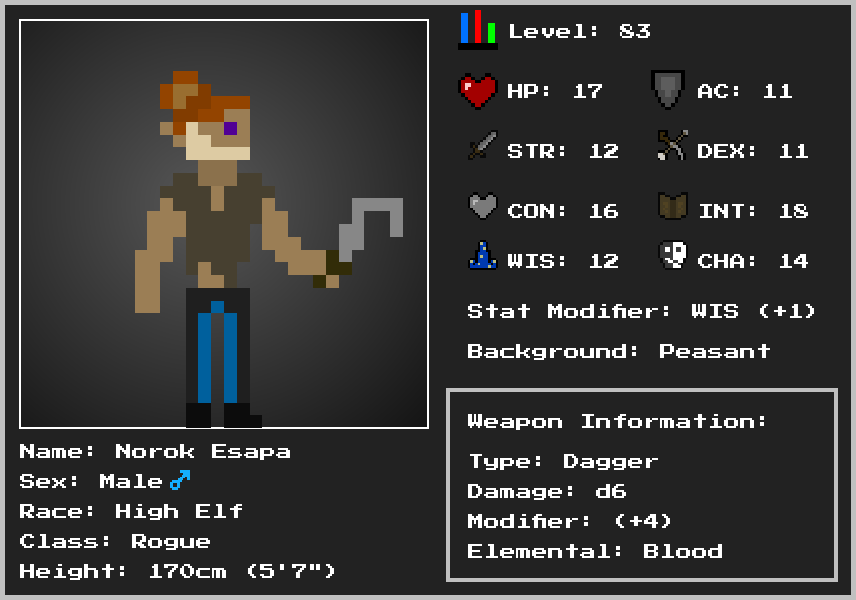 Level: 83
HP: 17 AC: 11
STR: 12 DEX: 11
CON: 16 INT: 18
WIS: 12 CHA: 14
Stat Modifier: WIS (+1)
Background: Peasant
Weapon Information:
Type: Dagger
Damage: d6
Modifier: (+4)
Elemental: Blood
Name: Norok Esapa
Sex: Male ♂
Race: High Elf
Class: Rogue
Height: 170cm (5'7")